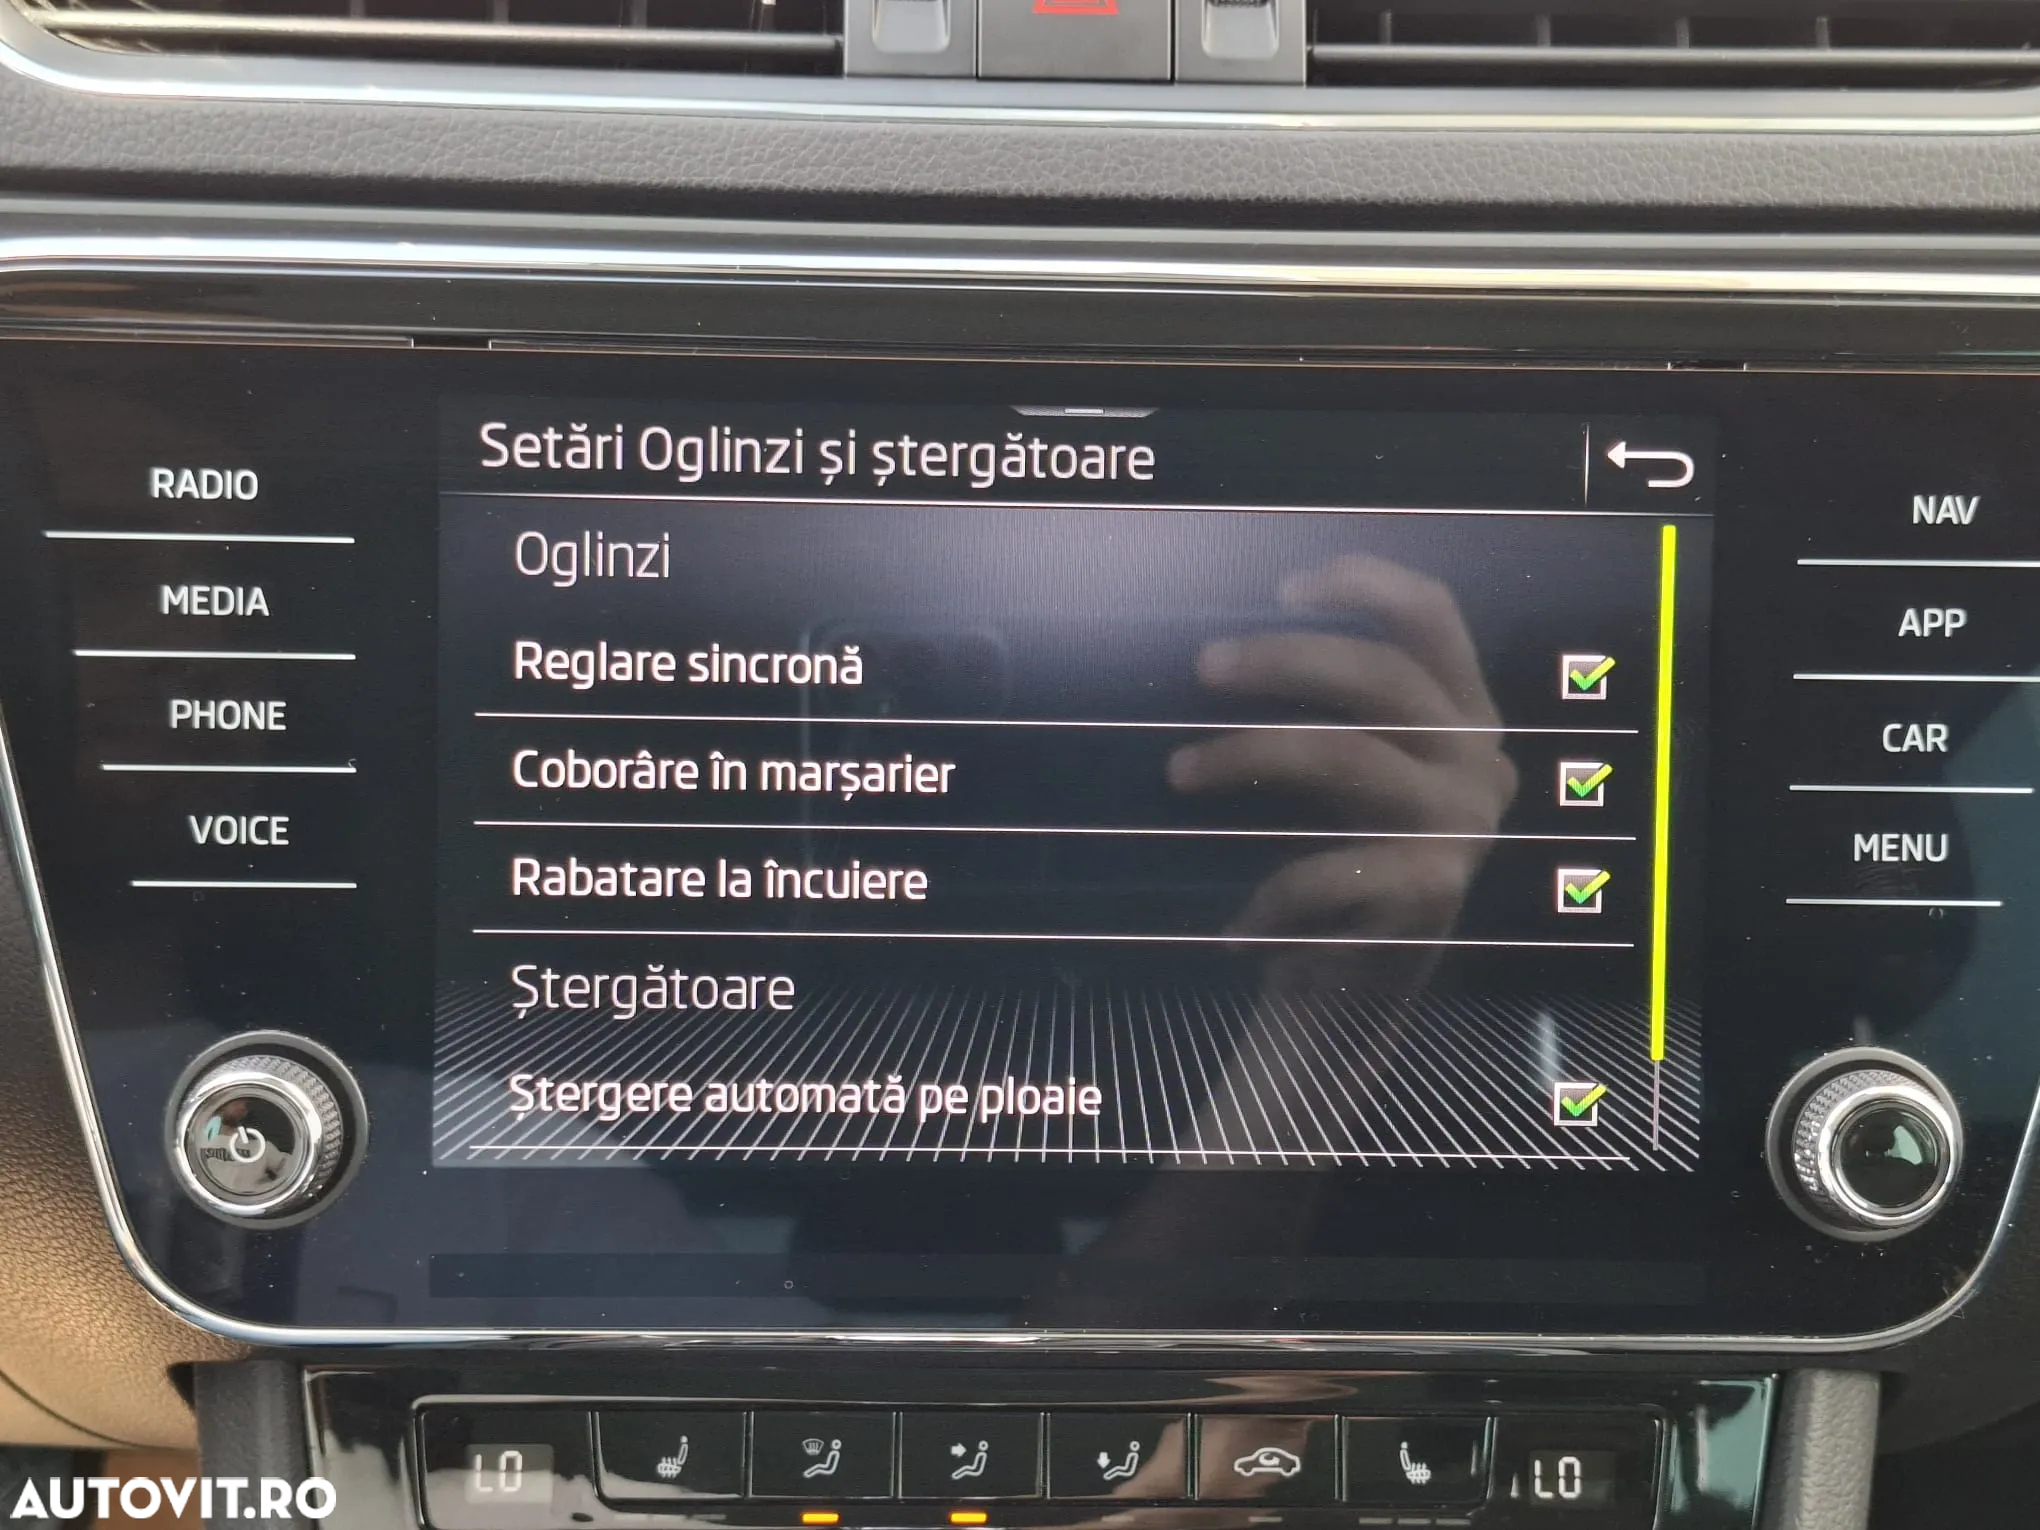 Setări Oglinzi și ștergătoare
RADIO
MEDIA
PHONE
VOICE
Oglinzi
Reglare sincronă
Coborâre în marșarier
Rabatare la încuiere
Ștergătoare
Ștergere automată pe ploaie
NAV
APP
CAR
MENU
LO
LO
AUTOVIT.RO